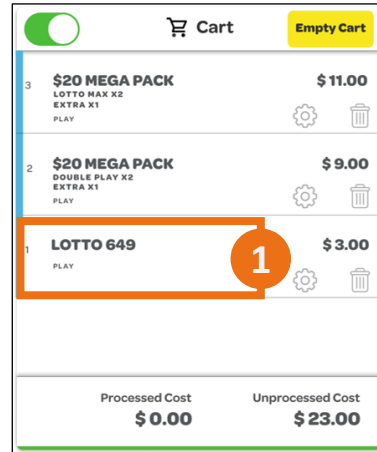 Cart
Empty Cart
3 $20 MEGA PACK $11.00
LOTTO MAX X2
EXTRA X1
PLAY
2 $20 MEGA PACK $9.00
DOUBLE PLAY X2
EXTRA X1
PLAY
1 LOTTO 649 1 $3.00
PLAY
Processed Cost Unprocessed Cost
$0.00 $23.00